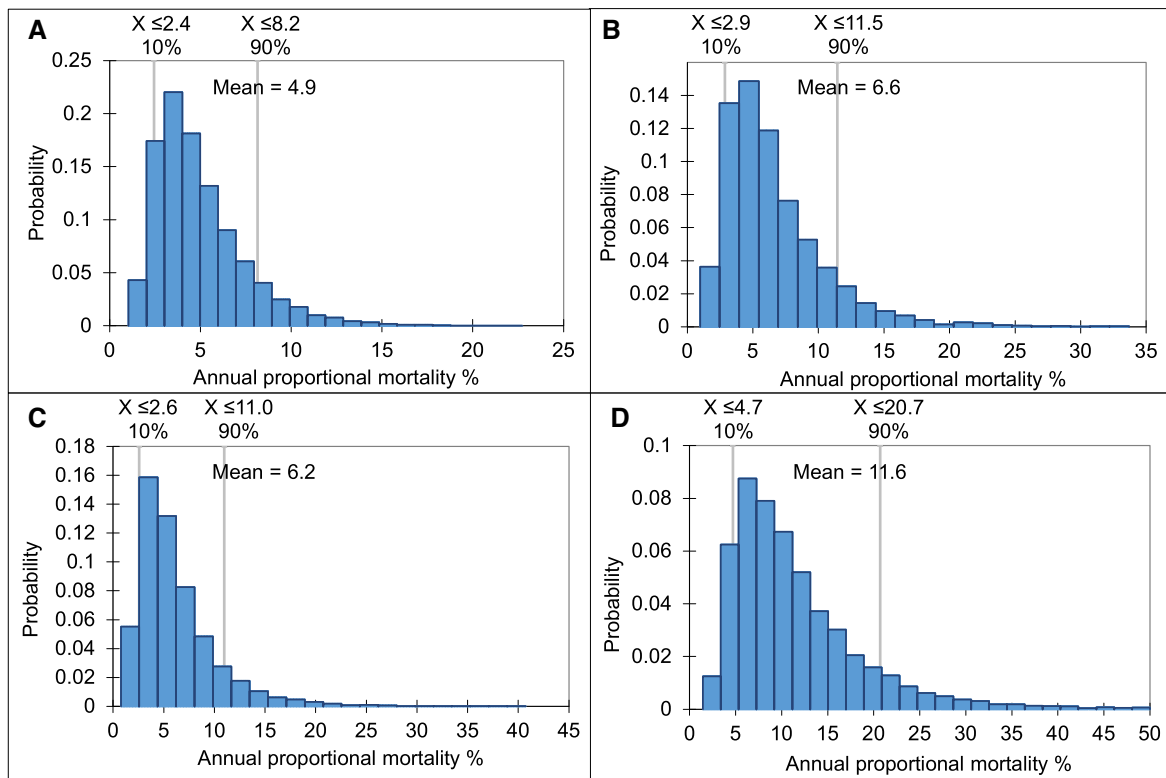 A
X ≤2.4
X ≤8.2
10%
90%
Mean = 4.9
0.25
0.2
0.15
0.1
0.05
0
Probability
0 5 10 15 20 25
Annual proportional mortality %
B
X ≤2.9
X ≤11.5
10%
90%
Mean = 6.6
0.14
0.12
0.1
0.08
0.06
0.04
0.02
0
Probability
0 5 10 15 20 25 30 35
Annual proportional mortality %
C
X ≤2.6
X ≤11.0
10%
90%
Mean = 6.2
0.18
0.16
0.14
0.12
0.10
0.08
0.06
0.04
0.02
0
Probability
0 5 10 15 20 25 30 35 40 45
Annual proportional mortality %
D
X ≤4.7
X ≤20.7
10%
90%
Mean = 11.6
0.1
0.08
0.06
0.04
0.02
0
Probability
0 5 10 15 20 25 30 35 40 45 50
Annual proportional mortality %